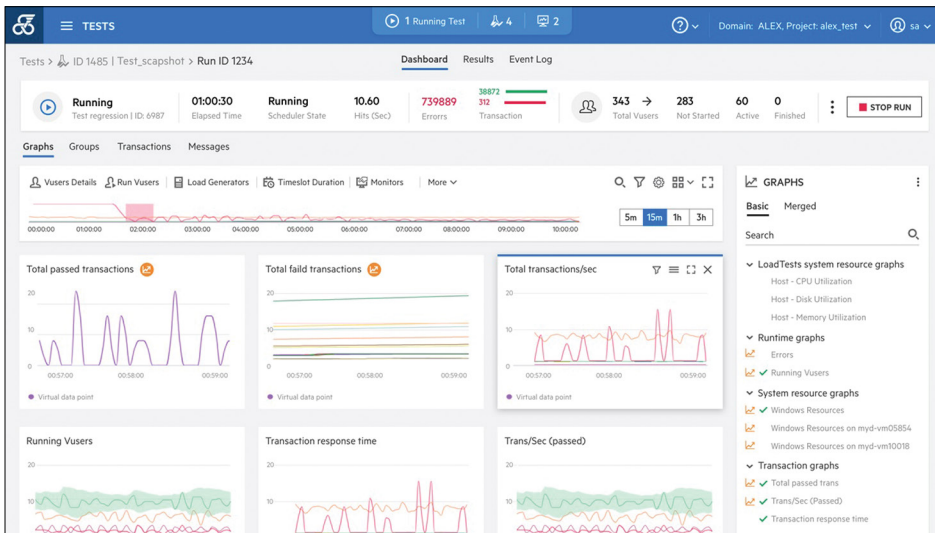 TESTS
1 Running Test 4 2
Domain: ALEX, Project: alex_test sa
Tests > ID 1485 | Test_scapshot > Run ID 1234
Dashboard Results Event Log
Running
Test regression | ID: 6987
01:00:30
Elapsed Time
Running
Scheduler State
10.60
Hits (Sec)
739889
Erorrs
38872
312
Transaction
343
Total Vusers
283
Not Started
60
Active
0
Finished
STOP RUN
Graphs Groups Transactions Messages
Vusers Details Run Vusers Load Generators Timeslot Duration Monitors More
00:00:00 01:00:00 02:00:00 03:00:00 04:00:00 05:00:00 06:00:00 07:00:00 08:00:00 09:00:00 10:00:00
5m 15m 1h 3h
Total passed transactions
20
10
0
00:57:00 00:58:00 00:59:00
Virtual data point
Total faild transactions
20
10
0
00:57:00 00:58:00 00:59:00
Virtual data point
Total transactions/sec
20
10
0
00:57:00 00:58:00 00:59:00
Virtual data point
Running Vusers
20
10
Transaction response time
20
10
Trans/Sec (passed)
20
10
GRAPHS
Basic Merged
Search
LoadTests system resource graphs
Host - CPU Utilization
Host - Disk Utilization
Host - Memory Utilization
Runtime graphs
Errors
Running Vusers
System resource graphs
Windows Resources
Windows Resources on myd-vm05854
Windows Resources on myd-vm10018
Transaction graphs
Total passed trans
Trans/Sec (Passed)
Transaction response time